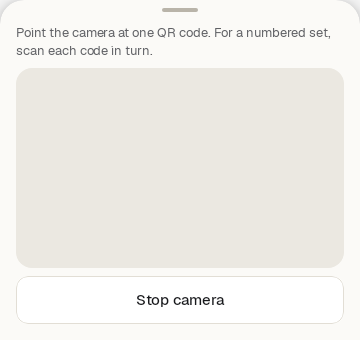 Point the camera at one QR code. For a numbered set,
scan each code in turn.
Stop camera